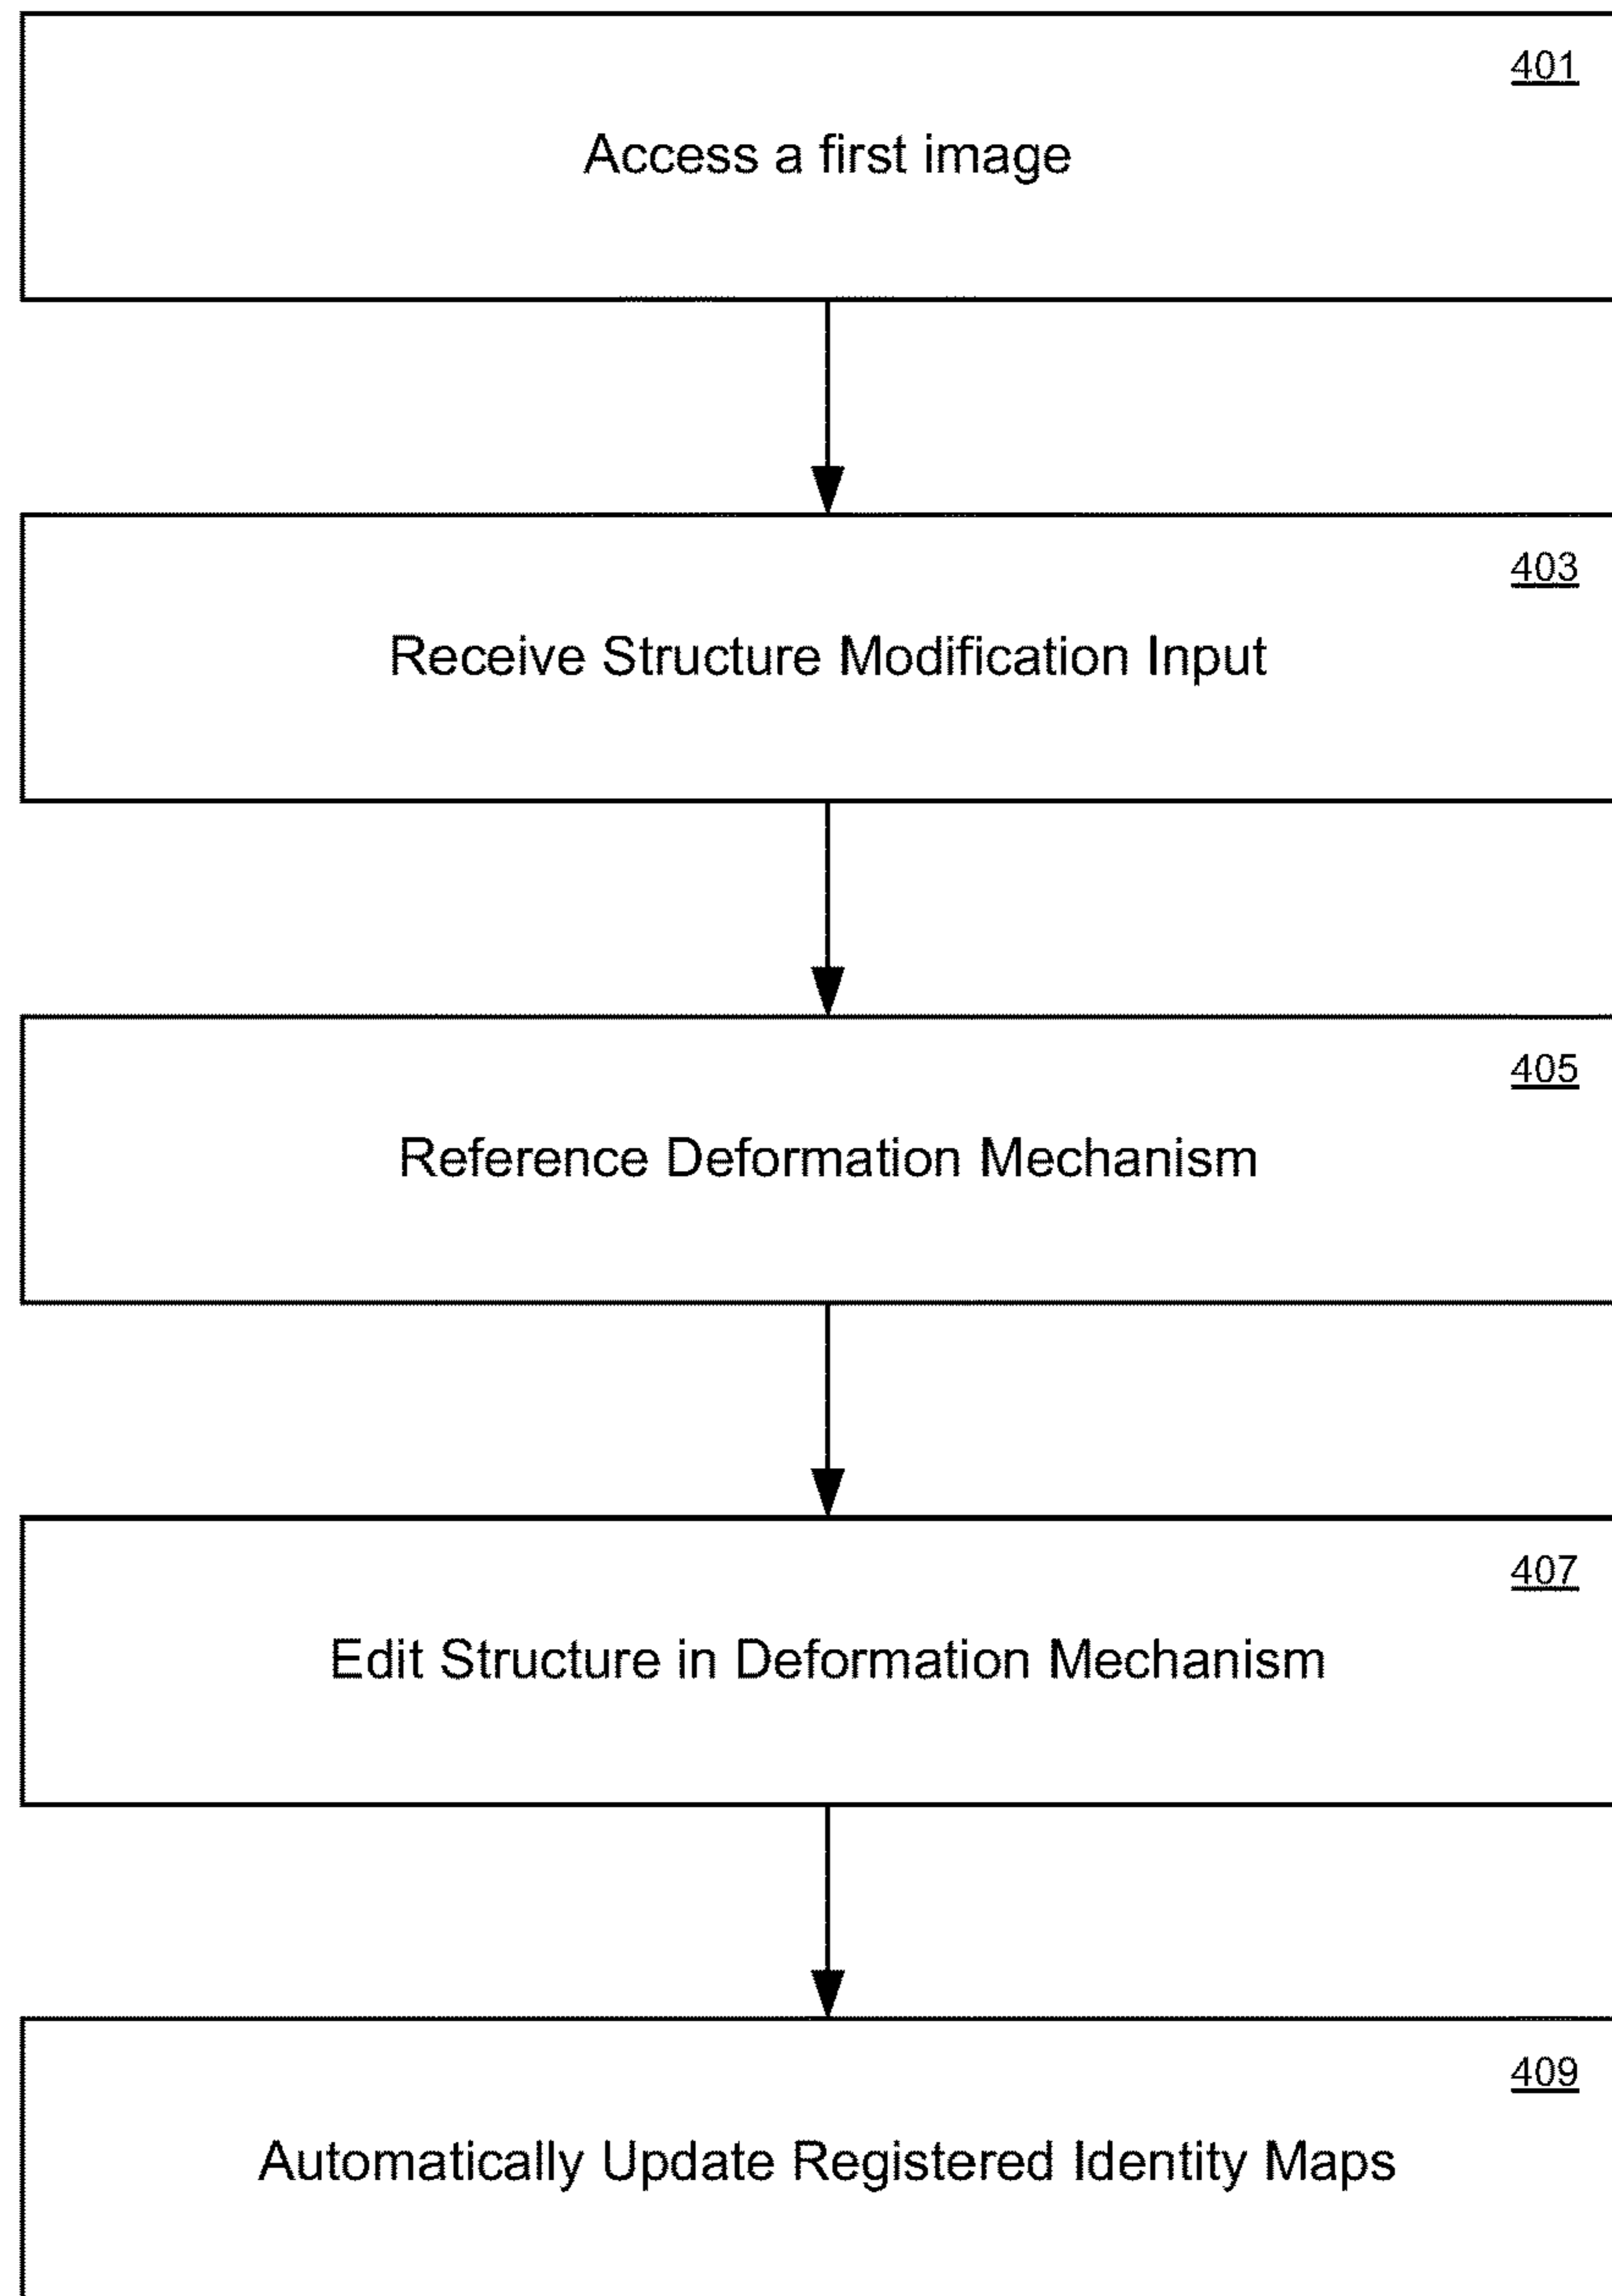 401
Access a first image
403
Receive Structure Modification Input
405
Reference Deformation Mechanism
407
Edit Structure in Deformation Mechanism
409
Automatically Update Registered Identity Maps